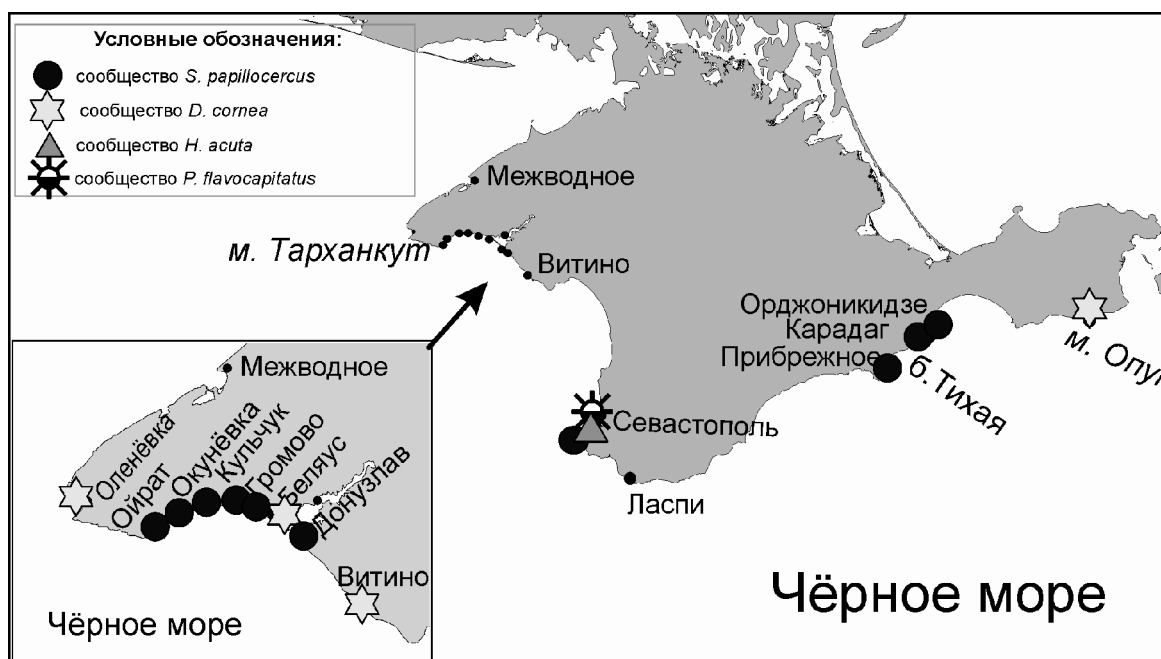 Условные обозначения:
сообщество S. papillocercus
сообщество D. cornea
сообщество H. acuta
сообщество P. flavocapitatus
Межводное
м. Тарханкут
Витино
Орджоникидзе
Карадаг
Прибрежное
б. Тихая
м. Опук
Севастополь
Ласпи
Чёрное море
Межводное
Оленёвка
Ойрат
Окунёвка
Кульчук
Громово
Беляус
Донузлав
Витино
Чёрное море